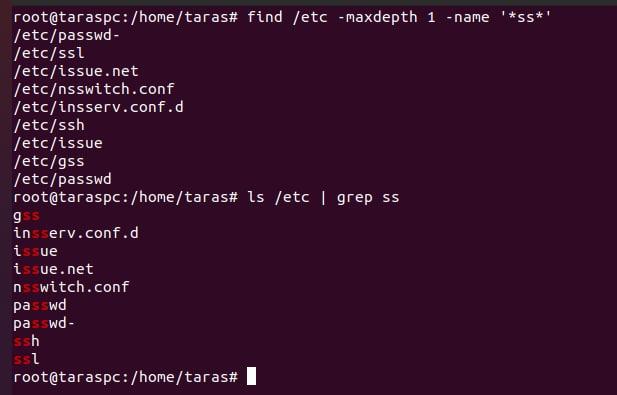 root@taraspc:/home/taras# find /etc -maxdepth 1 -name '*ss*'
/etc/passwd-
/etc/ssl
/etc/issue.net
/etc/nsswitch.conf
/etc/insserv.conf.d
/etc/ssh
/etc/issue
/etc/gss
/etc/passwd
root@taraspc:/home/taras# ls /etc | grep ss
gss
insserv.conf.d
issue
issue.net
nsswitch.conf
passwd
passwd-
ssh
ssl
root@taraspc:/home/taras#